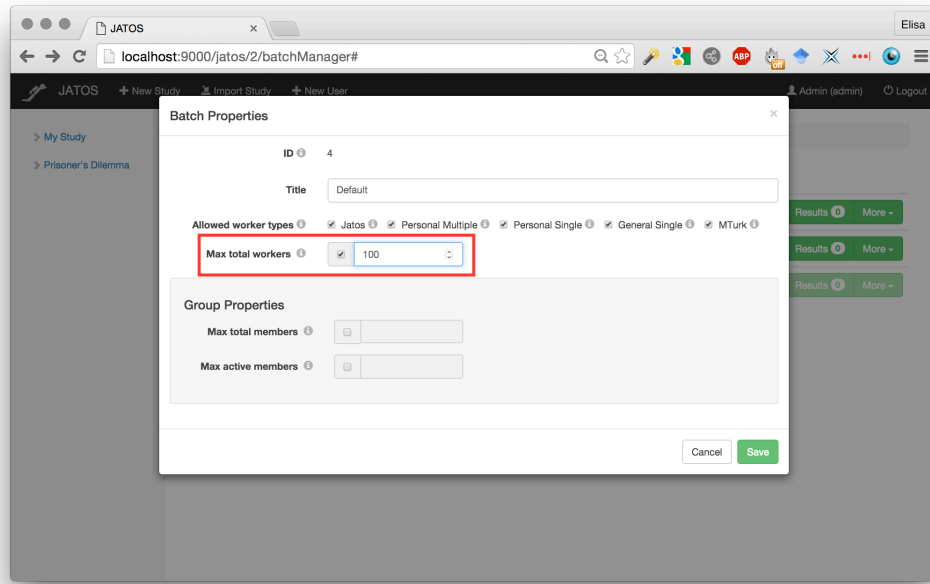 JATOS
Elisa
localhost:9000/jatos/2/batchManager#
ABP
off
JATOS New Study Import Study New User Admin (admin) Logout
Batch Properties
My Study
ID 4
Prisoner's Dilemma
Title Default
Allowed worker types Jatos Personal Multiple Personal Single General Single MTurk
Results 0 More
Max total workers 100
Results 0 More
Results 0 More
Group Properties
Max total members
Max active members
Cancel Save